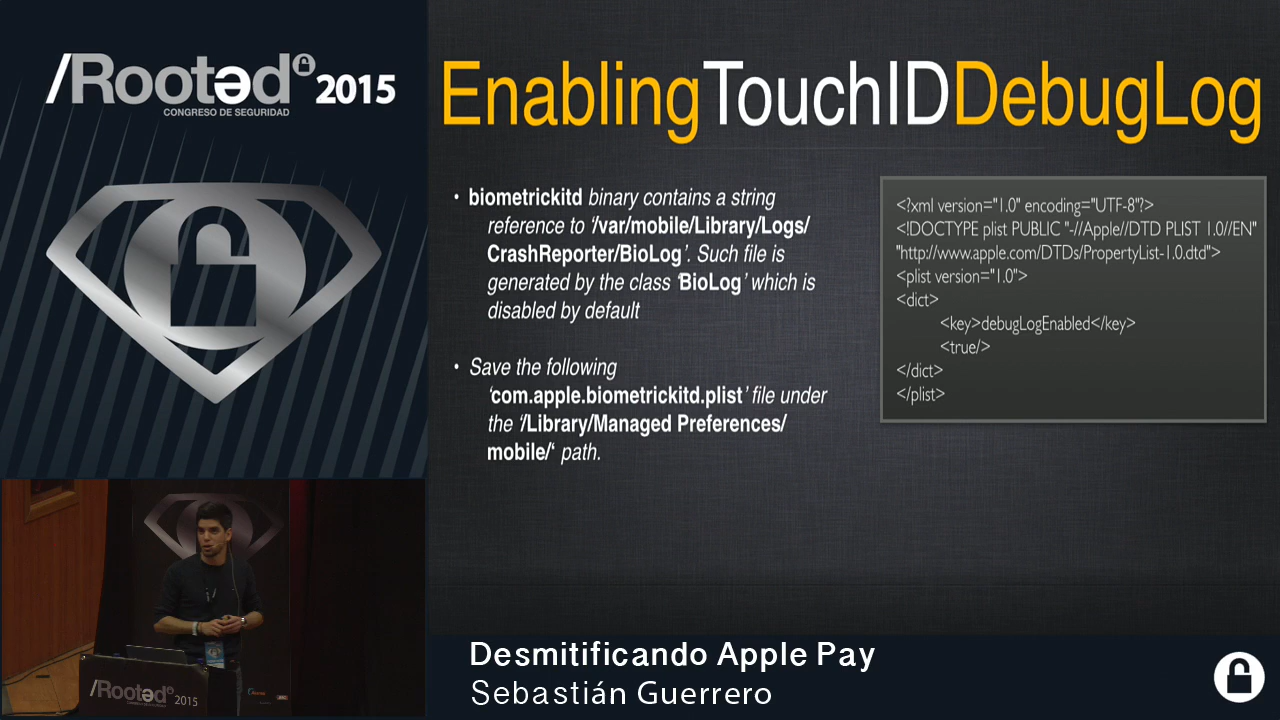 /Rootəd 2015
CONGRESO DE SEGURIDAD
EnablingTouchIDDebugLog
• biometrickitd binary contains a string
reference to ‘/var/mobile/Library/Logs/
CrashReporter/BioLog’. Such file is
generated by the class ‘BioLog’ which is
disabled by default
• Save the following
‘com.apple.biometrickitd.plist’ file under
the ‘/Library/Managed Preferences/
mobile/‘ path.
<?xml version="1.0" encoding="UTF-8"?>
<!DOCTYPE plist PUBLIC "-//Apple//DTD PLIST 1.0//EN"
"http://www.apple.com/DTDs/PropertyList-1.0.dtd">
<plist version="1.0">
<dict>
<key>debugLogEnabled</key>
<true/>
</dict>
</plist>
/Rootəd 2015
Desmitificando Apple Pay
Sebastián Guerrero